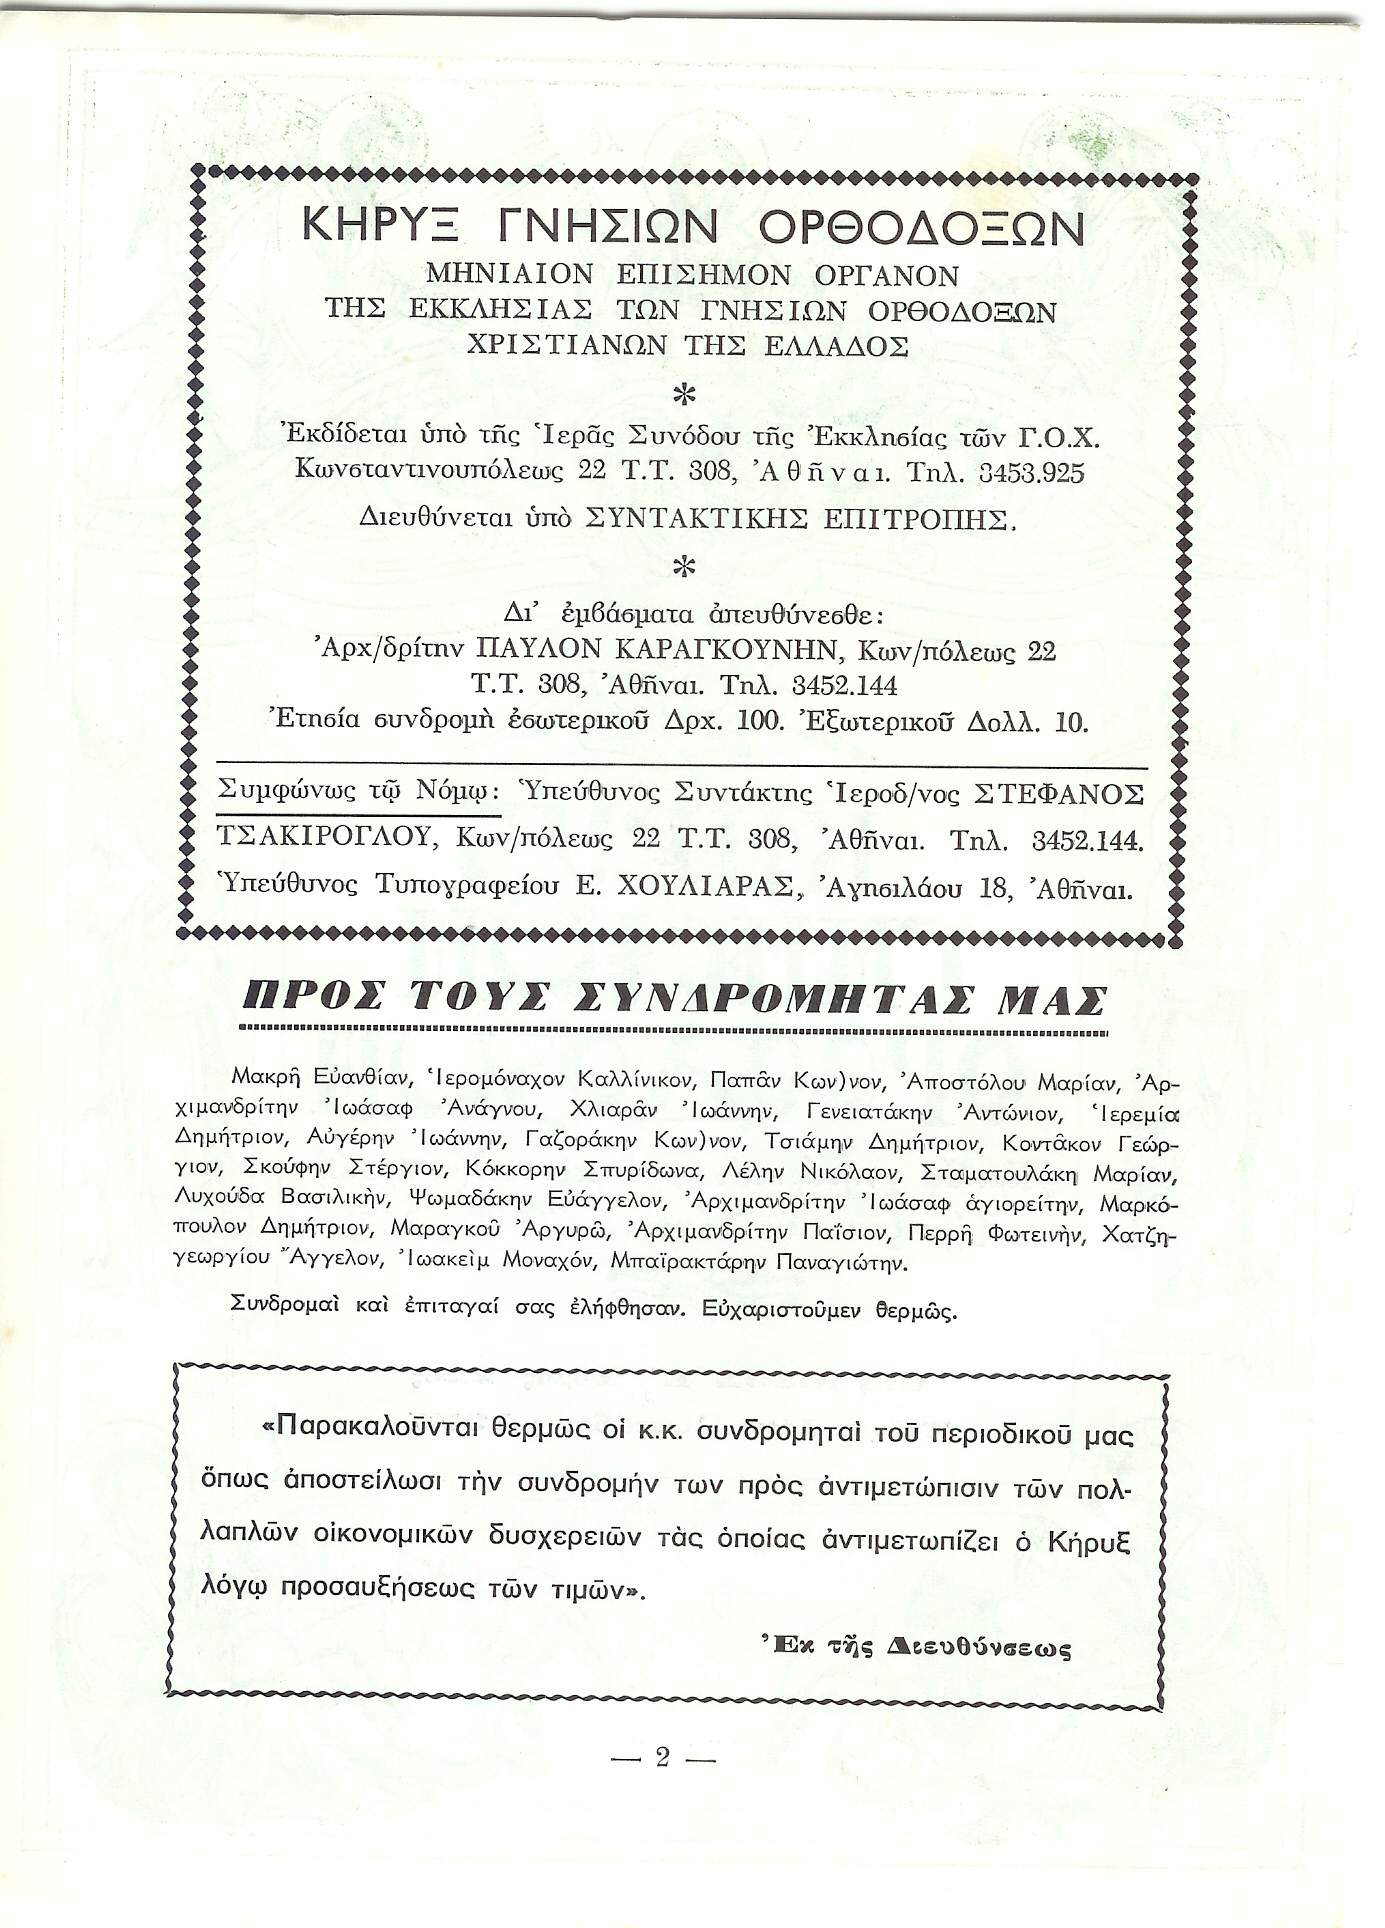 ΚΗΡΥΞ ΓΝΗΣΙΩΝ ΟΡΘΟΔΟΞΩΝ
ΜΗΝΙΑΙΟΝ ΕΠΙΣΗΜΟΝ ΟΡΓΑΝΟΝ
ΤΗΣ ΕΚΚΛΗΣΙΑΣ ΤΩΝ ΓΝΗΣΙΩΝ ΟΡΘΟΔΟΞΩΝ
ΧΡΙΣΤΙΑΝΩΝ ΤΗΣ ΕΛΛΑΔΟΣ
*
Ἐκδίδεται ὑπὸ τῆς Ἱερᾶς Συνόδου τῆς Ἐκκλησίας τῶν Γ.Ο.Χ.
Κωνσταντινουπόλεως 22 Τ.Τ. 308, Ἀθῆναι. Τηλ. 3453.925
Διευθύνεται ὑπὸ ΣΥΝΤΑΚΤΙΚΗΣ ΕΠΙΤΡΟΠΗΣ.
*
Δι' ἐμβάσματα ἀπευθύνεσθε:
Ἀρχ/δρίτην ΠΑΥΛΟΝ ΚΑΡΑΓΚΟΥΝΗΝ, Κων/πόλεως 22
Τ.Τ. 308, Ἀθῆναι. Τηλ. 3452.144
Ἐτησία συνδρομὴ ἐσωτερικοῦ Δρχ. 100. Ἐξωτερικοῦ Δολλ. 10.
Συμφώνως τῷ Νόμῳ: Ὑπεύθυνος Συντάκτης Ἱεροδ/νος ΣΤΕΦΑΝΟΣ
ΤΣΑΚΙΡΟΓΛΟΥ, Κων/πόλεως 22 Τ.Τ. 308, Ἀθῆναι. Τηλ. 3452.144.
Ὑπεύθυνος Τυπογραφείου Ε. ΧΟΥΛΙΑΡΑΣ, Ἀγησιλάου 18, Ἀθῆναι.
ΠΡΟΣ ΤΟΥΣ ΣΥΝΔΡΟΜΗΤΑΣ ΜΑΣ
Μακρῆ Εὐανθίαν, Ἱερομόναχον Καλλίνικον, Παπᾶν Κων)νον, Ἀποστόλου Μαρίαν, Ἀρ-
χιμανδρίτην Ἰωάσαφ Ἀνάγνου, Χλιαρᾶν Ἰωάννην, Γενειατάκην Ἀντώνιον, Ἱερεμία
Δημήτριον, Αὐγέρην Ἰωάννην, Γαζοράκην Κων)νον, Τσιάμην Δημήτριον, Κοντᾶκον Γεώρ-
γιον, Σκούφην Στέργιον, Κόκκορην Σπυρίδωνα, Λέλην Νικόλαον, Σταματουλάκη Μαρίαν,
Λυχούδα Βασιλικὴν, Ψωμαδάκην Εὐάγγελον, Ἀρχιμανδρίτην Ἰωάσαφ ἁγιορείτην, Μαρκό-
πουλον Δημήτριον, Μαραγκοῦ Ἀργυρῶ, Ἀρχιμανδρίτην Παΐσιον, Περρῆ Φωτεινὴν, Χατζη-
γεωργίου Ἄγγελον, Ἰωακεὶμ Μοναχόν, Μπαϊρακτάρην Παναγιώτην.
Συνδρομαὶ καὶ ἐπιταγαί σας ἐλήφθησαν. Εὐχαριστοῦμεν θερμῶς.
«Παρακαλοῦνται θερμῶς οἱ κ.κ. συνδρομηταὶ τοῦ περιοδικοῦ μας
ὅπως ἀποστείλωσι τὴν συνδρομήν των πρὸς ἀντιμετώπισιν τῶν πολ-
λαπλῶν οἰκονομικῶν δυσχερειῶν τὰς ὁποίας ἀντιμετωπίζει ὁ Κήρυξ
λόγῳ προσαυξήσεως τῶν τιμῶν».
Ἐκ τῆς Διευθύνσεως
— 2 —